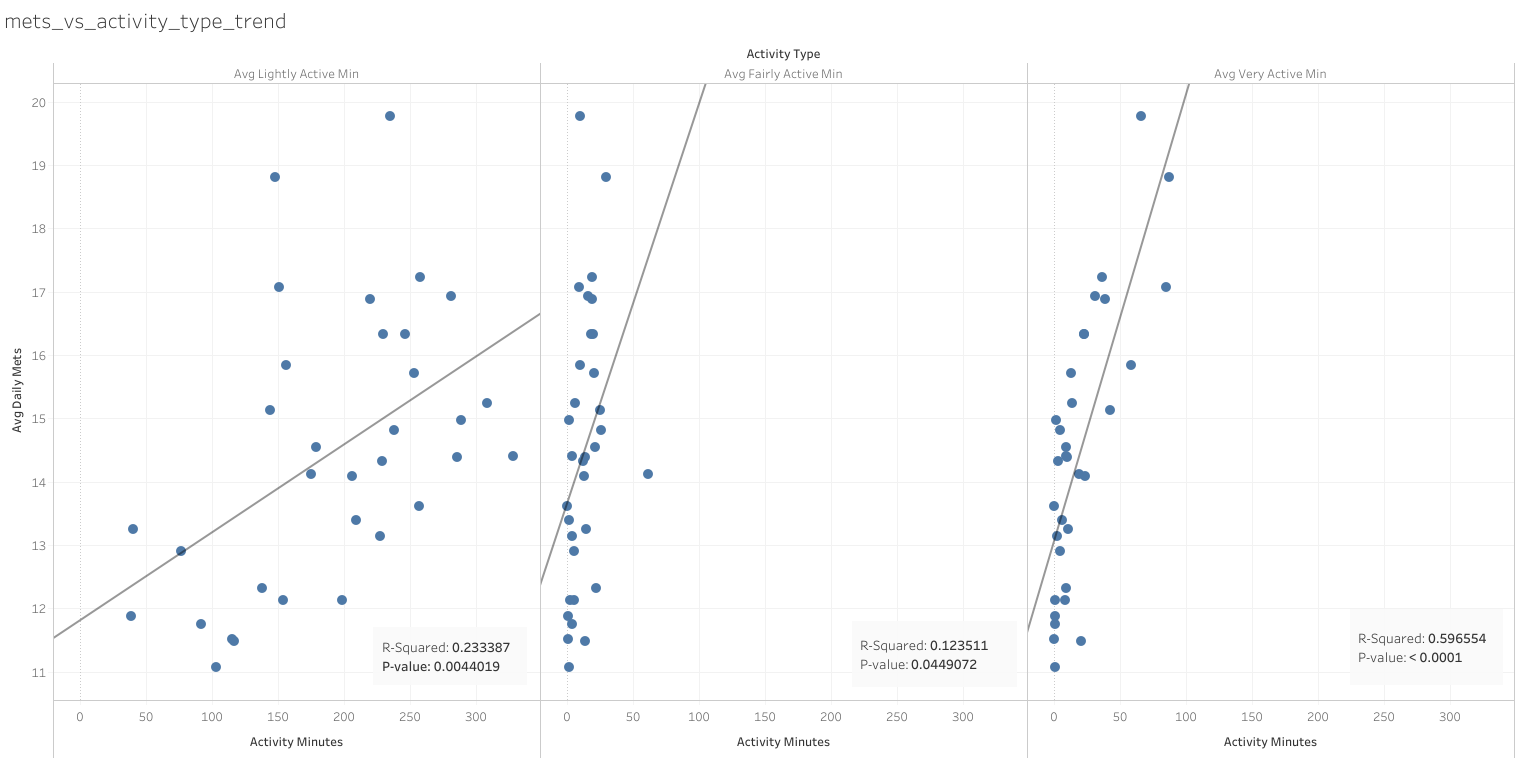 mets_vs_activity_type_trend
Activity Type
Avg Lightly Active Min
Avg Fairly Active Min
Avg Very Active Min
Avg Daily Mets
20
19
18
17
16
15
14
13
12
11
R-Squared: 0.233387
P-value: 0.0044019
R-Squared: 0.123511
P-value: 0.0449072
R-Squared: 0.596554
P-value: < 0.0001
0 50 100 150 200 250 300
0 50 100 150 200 250 300
0 50 100 150 200 250 300
Activity Minutes
Activity Minutes
Activity Minutes